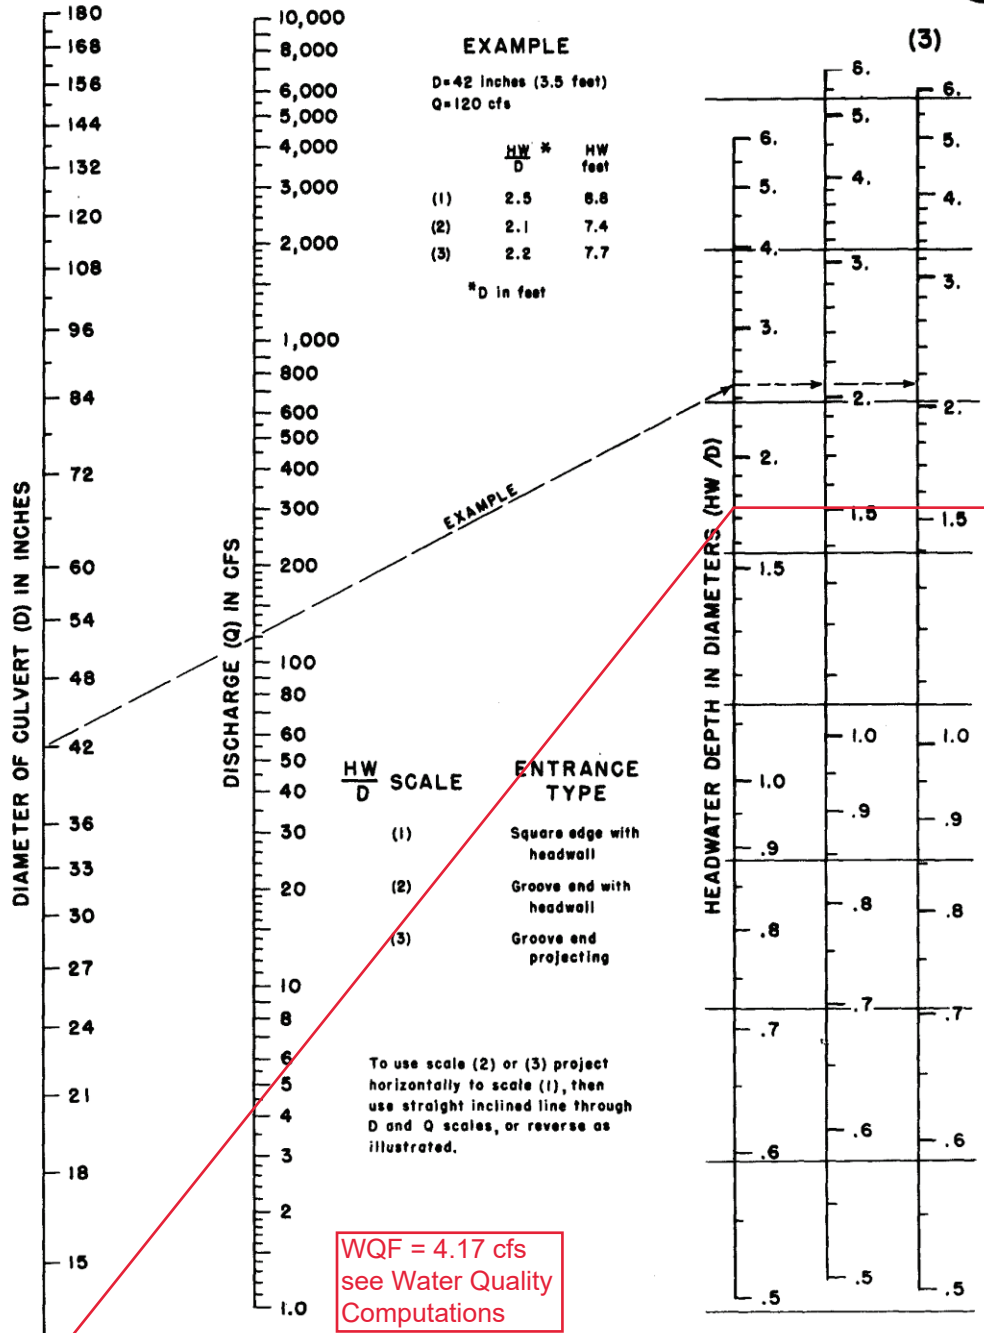 DIAMETER OF CULVERT (D) IN INCHES
180
168
156
144
132
120
108
96
84
72
60
54
48
42
36
33
30
27
24
21
18
15
DISCHARGE (Q) IN CFS
10,000
8,000
6,000
5,000
4,000
3,000
2,000
1,000
800
600
500
400
300
200
100
80
60
50
40
30
20
10
8
6
5
4
3
2
1.0
EXAMPLE
D=42 inches (3.5 feet)
Q=120 cfs
HW * HW
D feet
(1) 2.5 8.8
(2) 2.1 7.4
(3) 2.2 7.7
*D in feet
EXAMPLE
HW
D SCALE ENTRANCE
TYPE
(1) Square edge with
headwall
(2) Groove end with
headwall
(3) Groove end
projecting
To use scale (2) or (3) project
horizontally to scale (1), then
use straight inclined line through
D and Q scales, or reverse as
illustrated.
WQF = 4.17 cfs
see Water Quality
Computations
HEADWATER DEPTH IN DIAMETERS (HW/D)
6.
5.
4.
3.
2.
1.5
1.0
.9
.8
.7
.6
.5
6.
5.
4.
3.
2.
1.5
1.0
.9
.8
.7
.6
.5
(3)
6.
5.
4.
3.
2.
1.5
1.0
.9
.8
.7
.6
.5